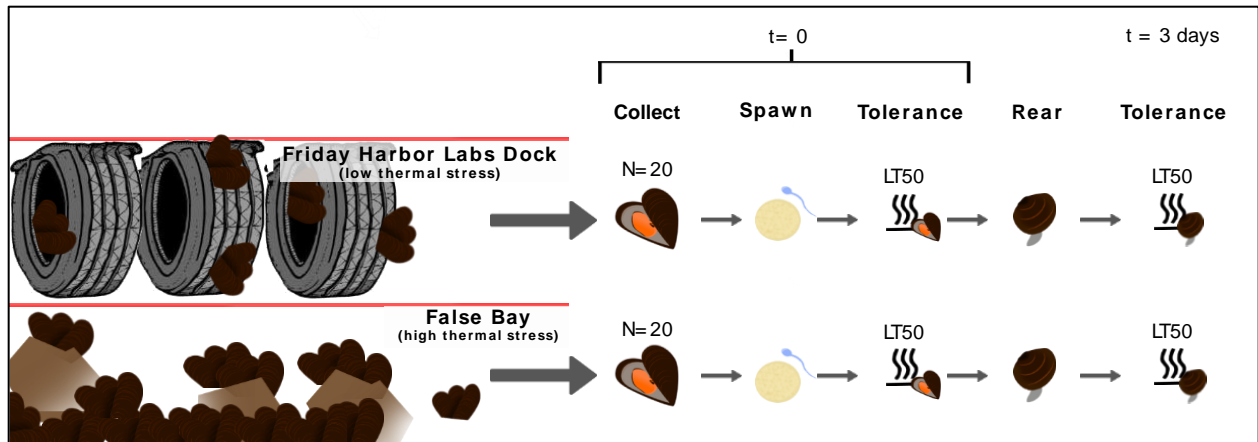 t= 0
t = 3 days
Collect
Spawn
Tolerance
Rear
Tolerance
Friday Harbor Labs Dock
(low thermal stress)
N=20
LT50
LT50
False Bay
(high thermal stress)
N=20
LT50
LT50